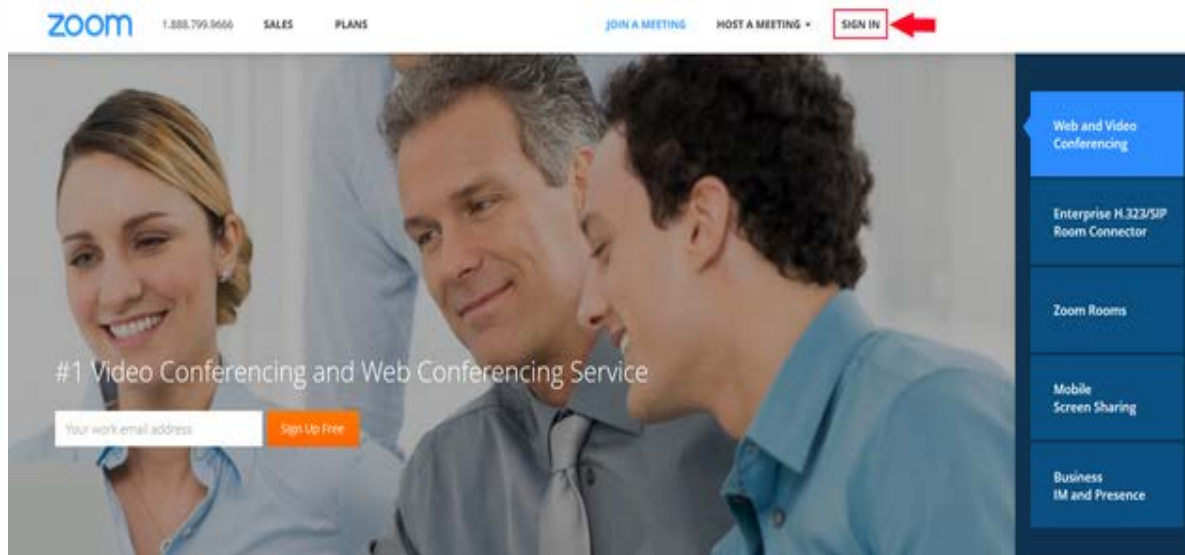 zoom
1.888.799.9666
SALES
PLANS
JOIN A MEETING
HOST A MEETING
SIGN IN
#1 Video Conferencing and Web Conferencing Service
Your work email address
Sign Up Free
Web and Video
Conferencing
Enterprise H.323/SIP
Room Connector
Zoom Rooms
Mobile
Screen Sharing
Business
IM and Presence